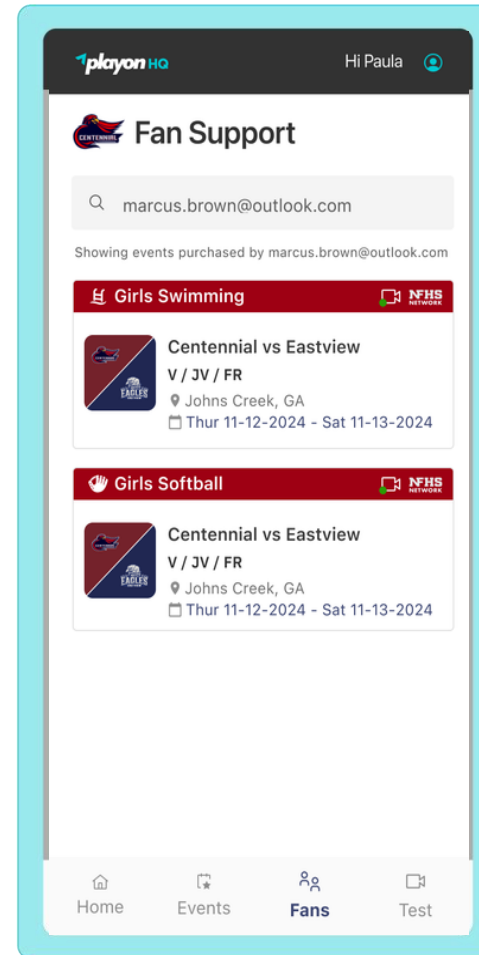 playon HQ
Hi Paula
CENTENNIAL
Fan Support
marcus.brown@outlook.com
Showing events purchased by marcus.brown@outlook.com
Girls Swimming
NFHS
NETWORK
Centennial vs Eastview
V / JV / FR
EAGLES
Johns Creek, GA
Thur 11-12-2024 - Sat 11-13-2024
Girls Softball
NFHS
NETWORK
Centennial vs Eastview
V / JV / FR
EAGLES
Johns Creek, GA
Thur 11-12-2024 - Sat 11-13-2024
Home
Events
Fans
Test